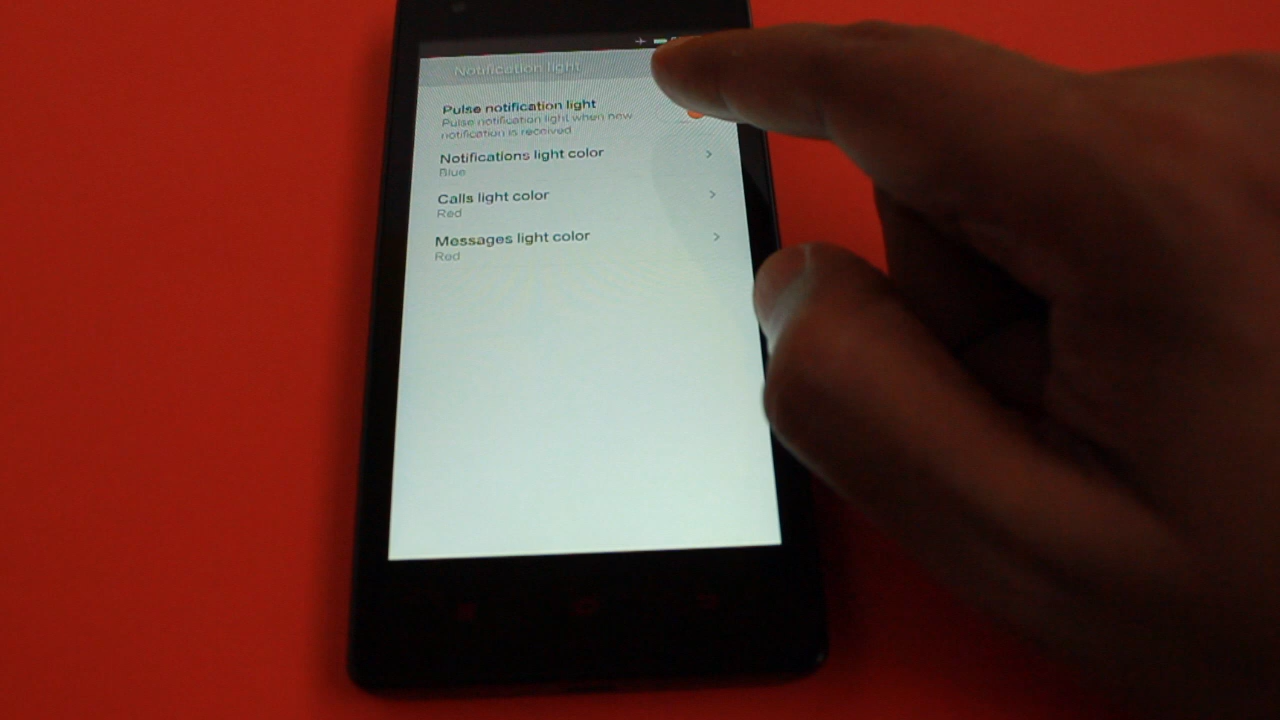 Notification light
Pulse notification light
Pulse notification light when new
notification is received
Notifications light color
Blue
Calls light color
Red
Messages light color
Red